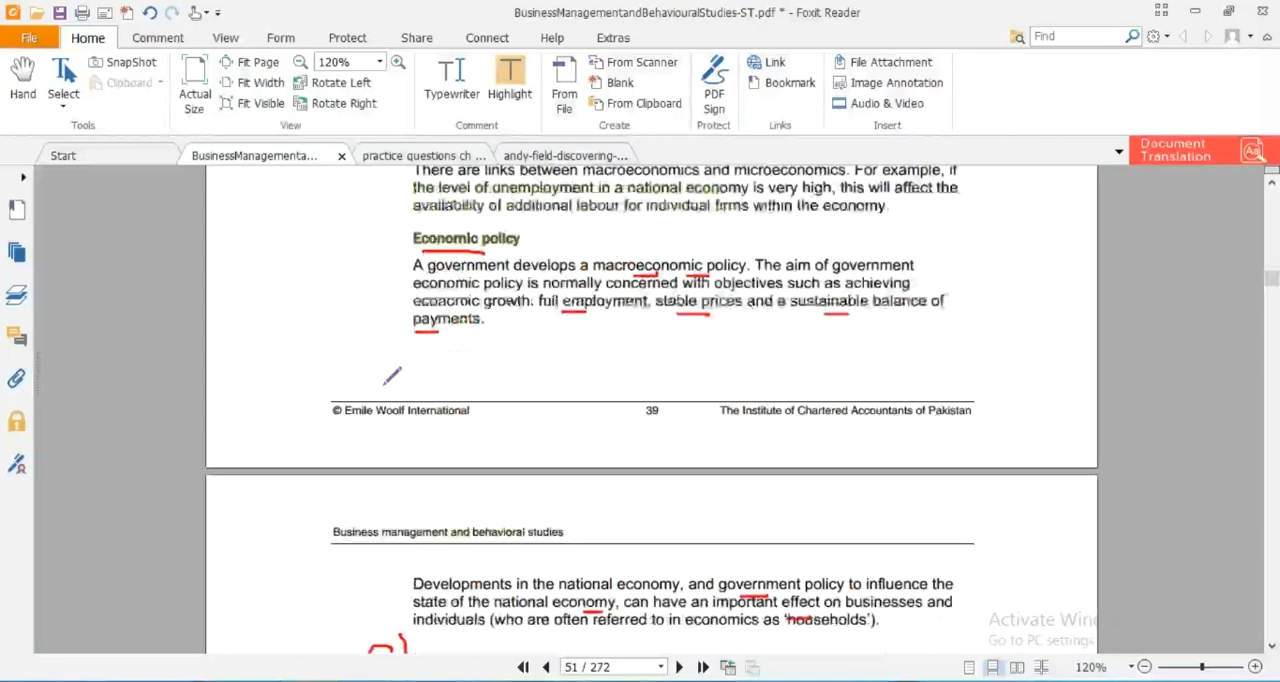 BusinessManagementandBehaviouralStudies-ST.pdf * - Foxit Reader
File Home Comment View Form Protect Share Connect Help Extras Find
SnapShot Fit Page 120% From Scanner Link File Attachment
Clipboard Fit Width Rotate Left Blank Bookmark Image Annotation
Hand Select Actual Size Fit Visible Rotate Right Typewriter Highlight From File From Clipboard PDF Sign Audio & Video
Tools View Comment Create Protect Links Insert
Start BusinessManagementa... practice questions ch ... andy-field-discovering-... Document Translation
There are links between macroeconomics and microeconomics. For example, if
the level of unemployment in a national economy is very high, this will affect the
availability of additional labour for individual firms within the economy
Economic policy
A government develops a macroeconomic policy. The aim of government
economic policy is normally concerned with objectives such as achieving
economic growth, full employment, stable prices and a sustainable balance of
payments.
© Emile Woolf International 39 The Institute of Chartered Accountants of Pakistan
Business management and behavioral studies
Developments in the national economy, and government policy to influence the
state of the national economy, can have an important effect on businesses and
individuals (who are often referred to in economics as 'households').
Activate Win
Go to PC settings
51 / 272 120%